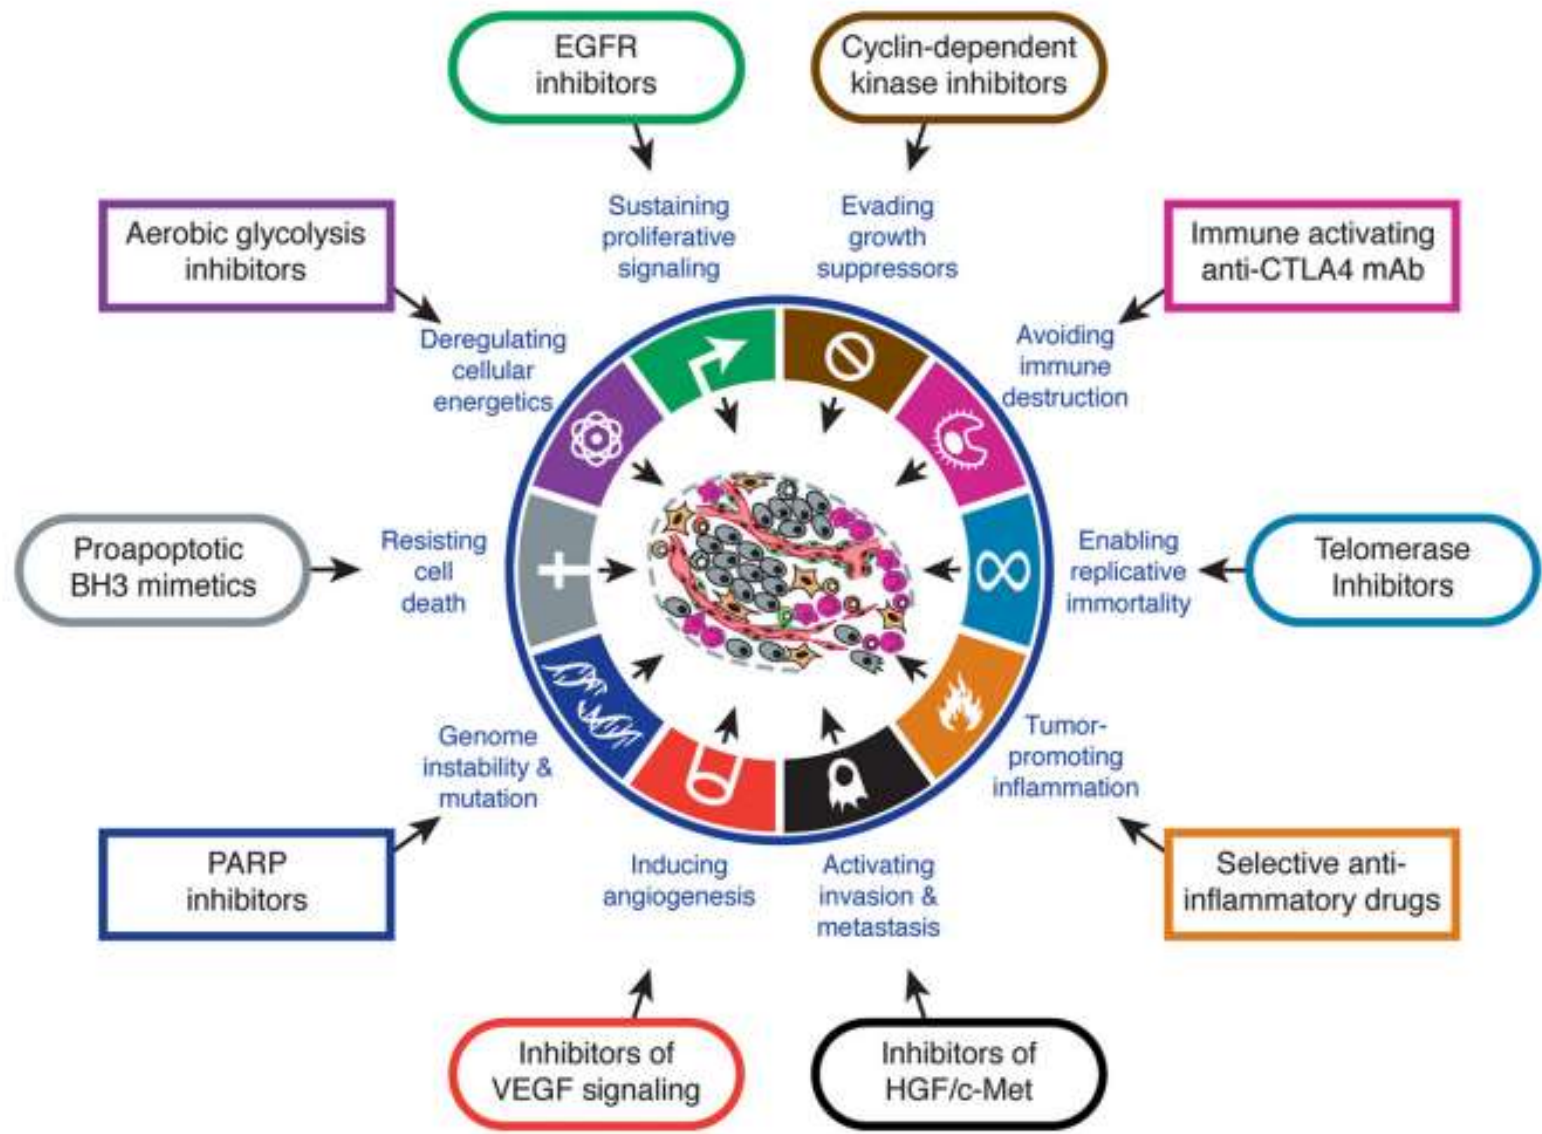 EGFR
inhibitors
Cyclin-dependent
kinase inhibitors
Sustaining
proliferative
signaling
Evading
growth
suppressors
Aerobic glycolysis
inhibitors
Immune activating
anti-CTLA4 mAb
Deregulating
cellular
energetics
Avoiding
immune
destruction
Proapoptotic
BH3 mimetics
Resisting
cell
death
Enabling
replicative
immortality
Telomerase
Inhibitors
Genome
instability &
mutation
Tumor-
promoting
inflammation
PARP
inhibitors
Inducing
angiogenesis
Activating
invasion &
metastasis
Selective anti-
inflammatory drugs
Inhibitors of
VEGF signaling
Inhibitors of
HGF/c-Met